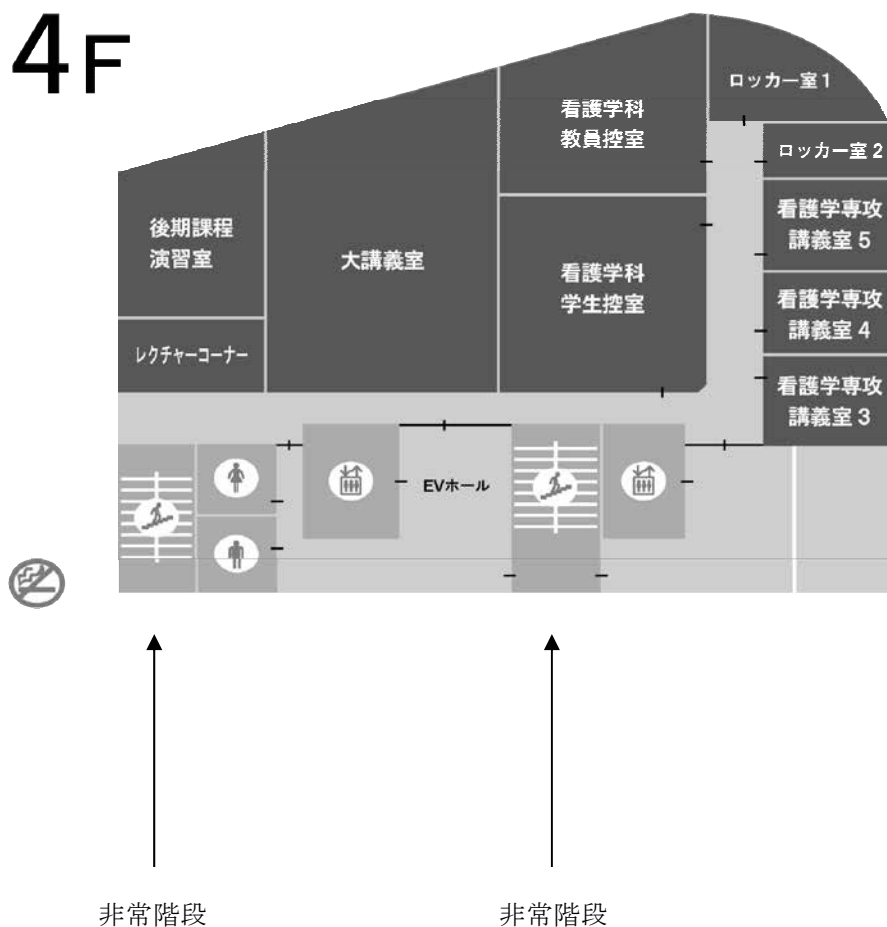 4F
ロッカー室1
看護学科
教員控室
ロッカー室2
後期課程
演習室
大講義室
看護学科
学生控室
看護学専攻
講義室5
看護学専攻
講義室4
レクチャーコーナー
看護学専攻
講義室3
EVホール
非常階段
非常階段